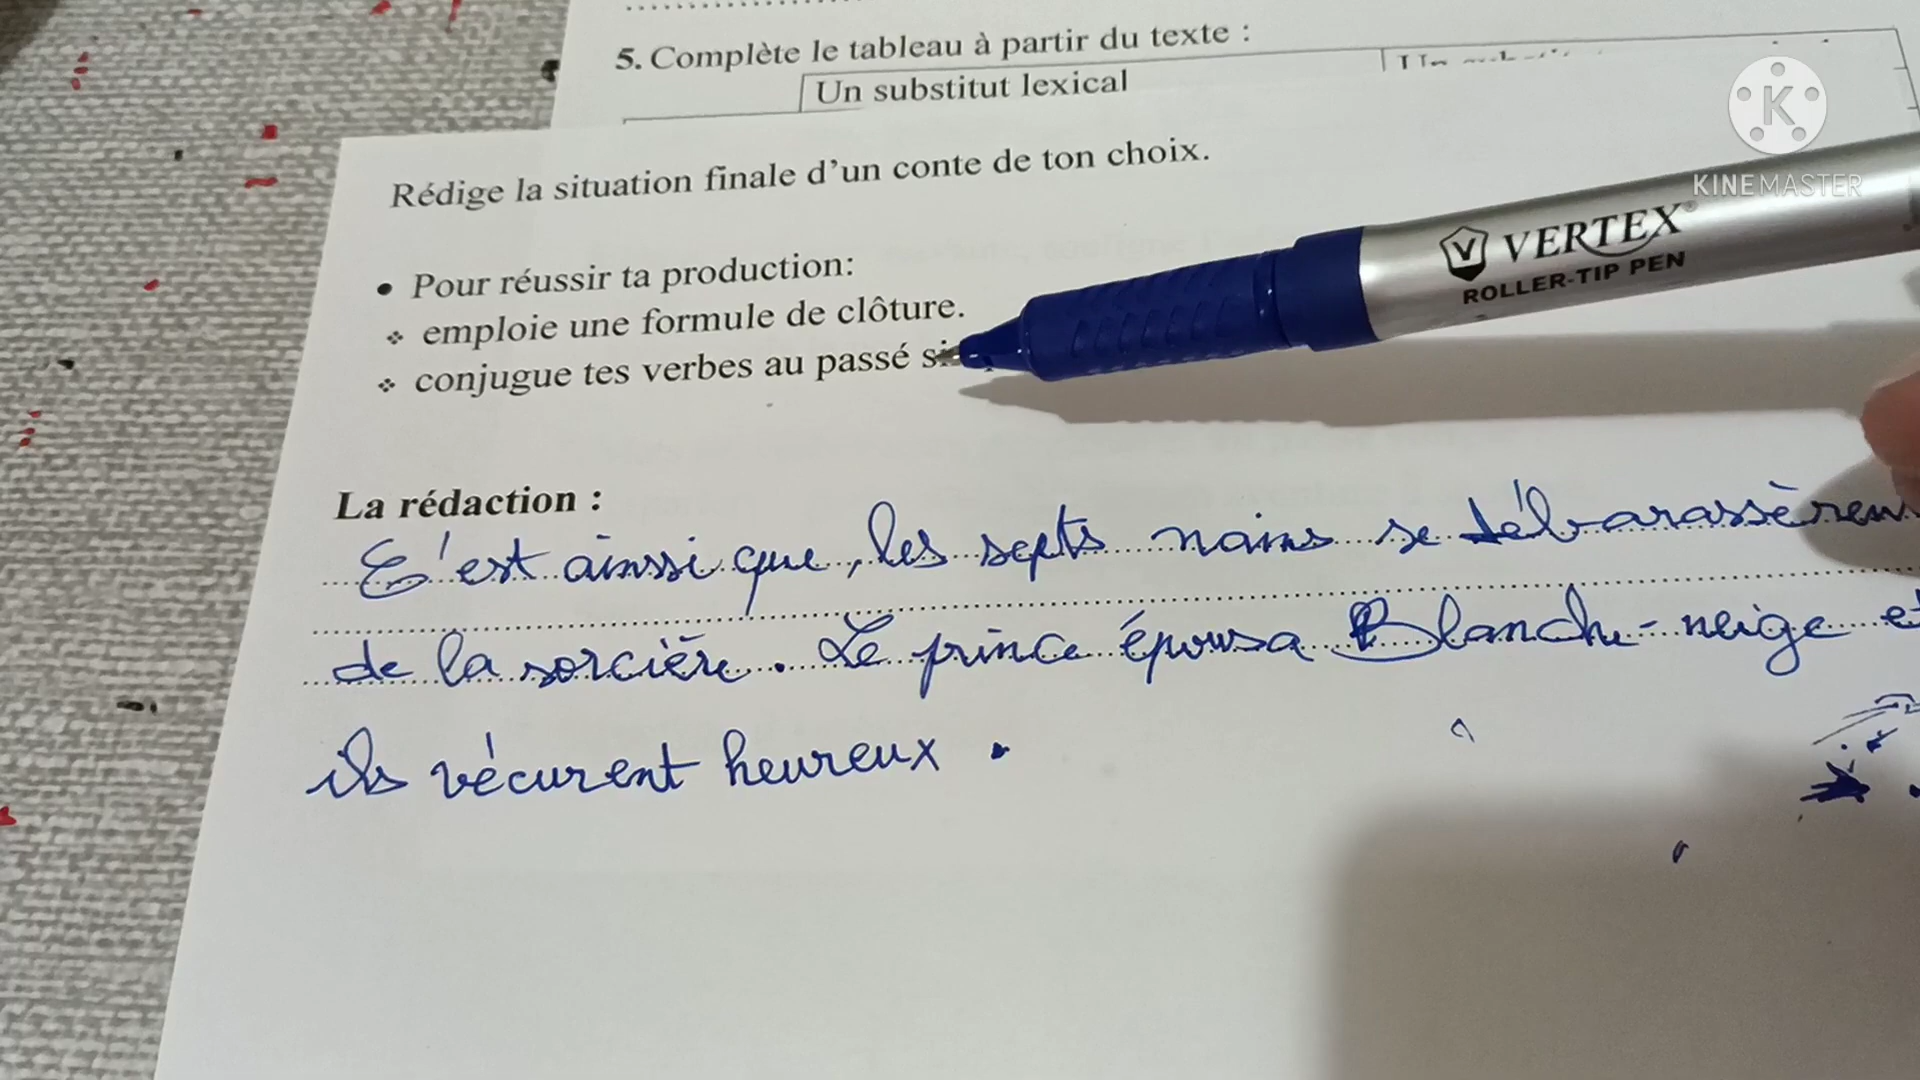 5. Complète le tableau à partir du texte :
Un substitut lexical
Rédige la situation finale d'un conte de ton choix.
• Pour réussir ta production:
❖ emploie une formule de clôture.
❖ conjugue tes verbes au passé si
La rédaction :
C'est ainsi que, les septs nains se débarassèren
de la sorcière. Le prince épousa Blanche-neige et
ils vécurent heureux.
VERTEX
ROLLER-TIP PEN
K
KINEMASTER